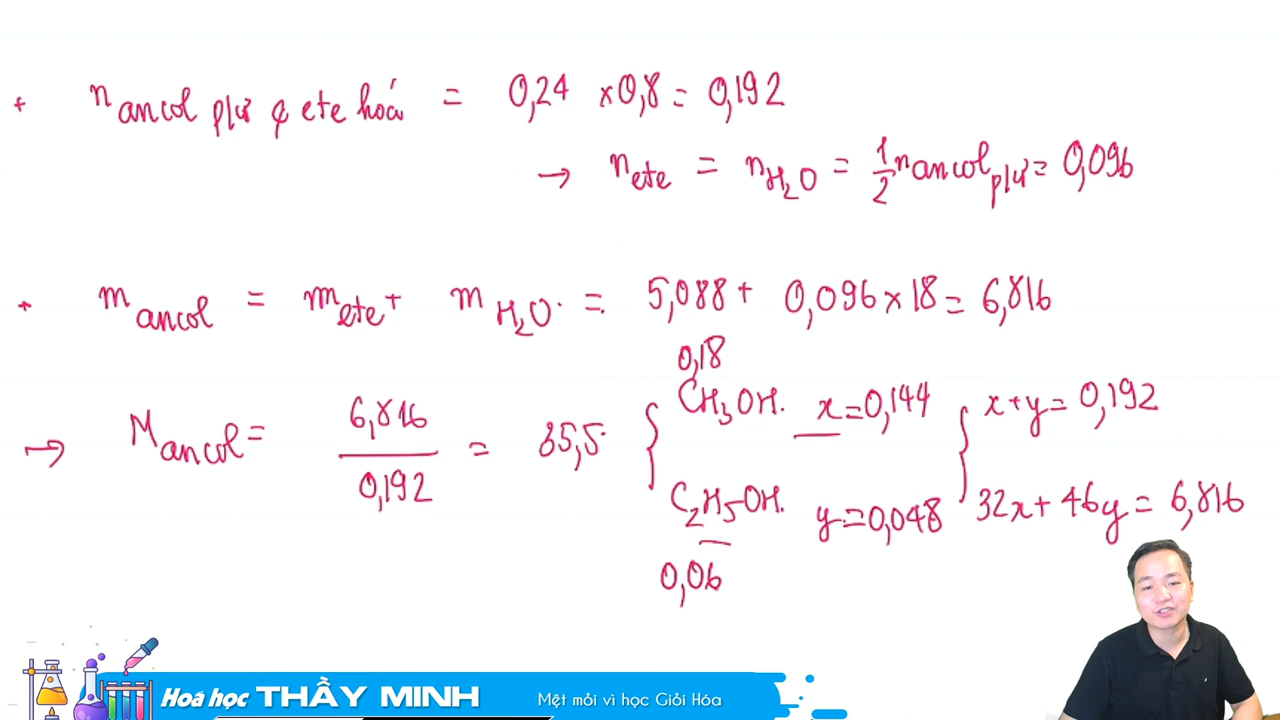 + n ancol p/ư ete hoá = 0,24 × 0,8 = 0,192
→ n ete = n H₂O = 1/2 n ancol p/ư = 0,096
+ m ancol = m ete + m H₂O = 5,088 + 0,096 × 18 = 6,816
→ M ancol = 6,816 / 0,192 = 35,5
0,18
CH₃OH. x = 0,144
C₂H₅OH. y = 0,048
0,06
x + y = 0,192
32x + 46y = 6,816
Hoá học THẦY MINH
Mệt mỏi vì học Giỏi Hóa